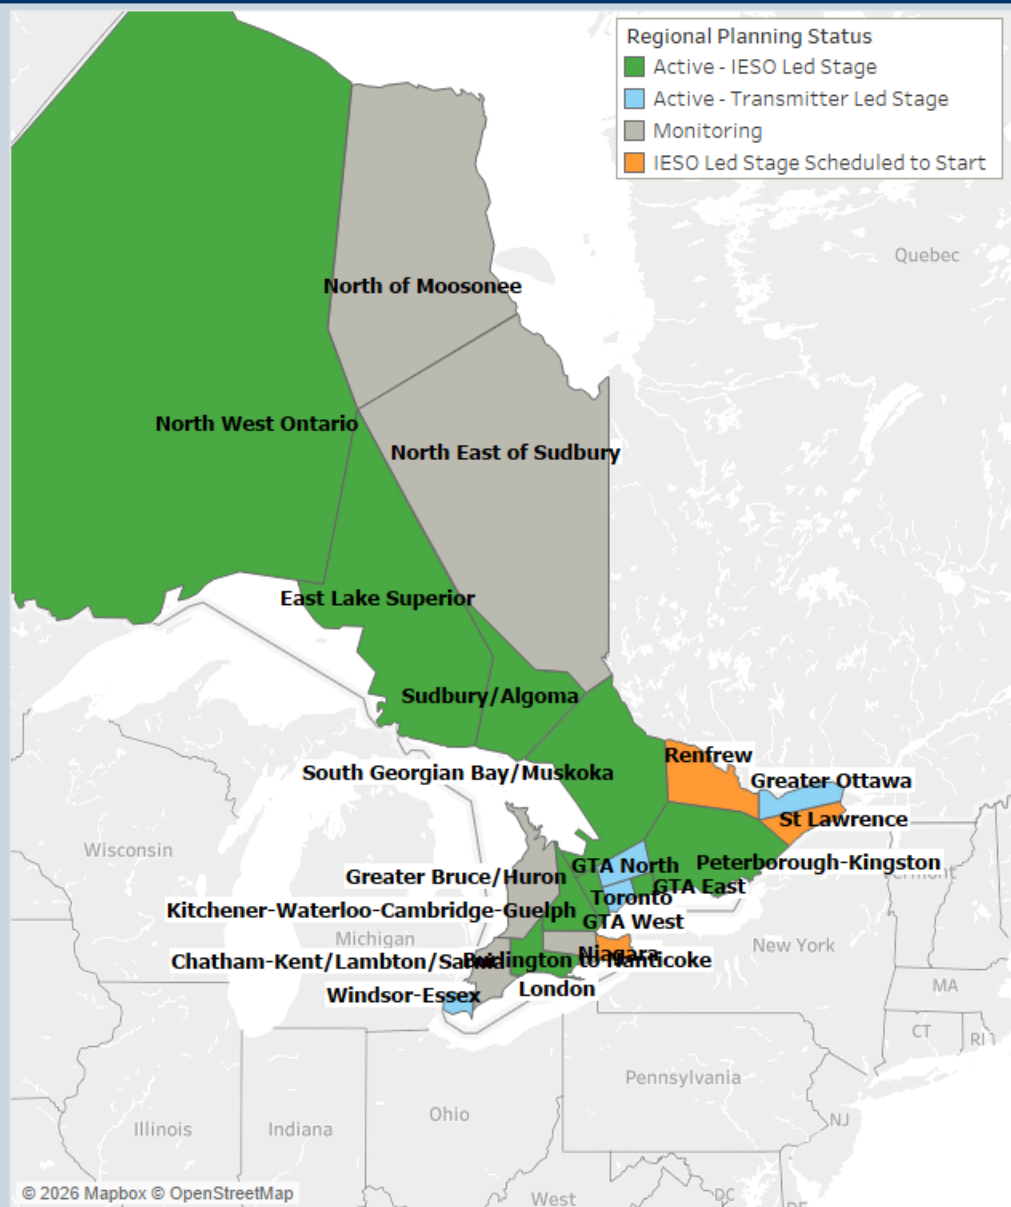 Regional Planning Status
Active - IESO Led Stage
Active - Transmitter Led Stage
Monitoring
IESO Led Stage Scheduled to Start
Quebec
North of Moosonee
North West Ontario
North East of Sudbury
East Lake Superior
Sudbury/Algoma
Renfrew
South Georgian Bay/Muskoka
Greater Ottawa
St Lawrence
Wisconsin
GTA North
Peterborough-Kingston
Greater Bruce/Huron
GTA East
Toronto
Kitchener-Waterloo-Cambridge-Guelph
GTA West
Michigan
New York
Niagara
Chatham-Kent/Lambton/
Burlington to Nanticoke
MA
London
Windsor-Essex
CT
RI
Pennsylvania
Ohio
NJ
Illinois
Indiana
© 2026 Mapbox © OpenStreetMap
West
DC